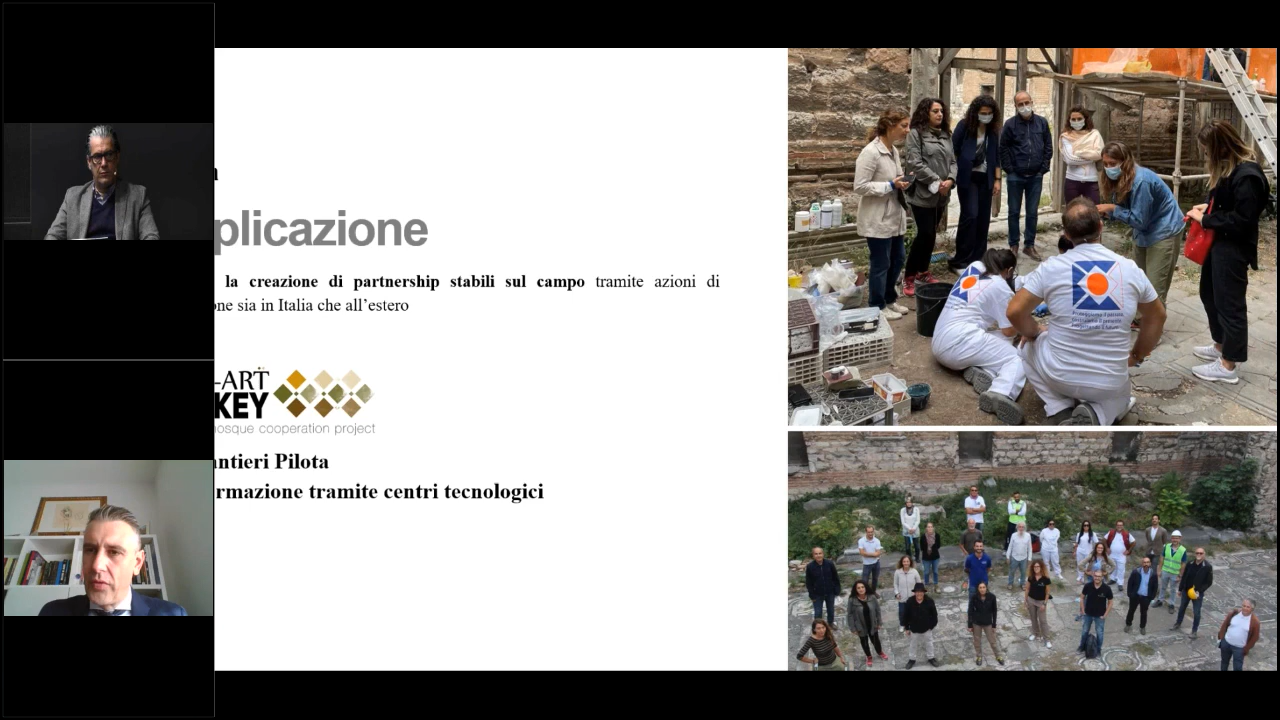 plicazione
la creazione di partnership stabili sul campo tramite azioni di
one sia in Italia che all'estero
-ART
KEY
mosque cooperation project
antieri Pilota
rmazione tramite centri tecnologici